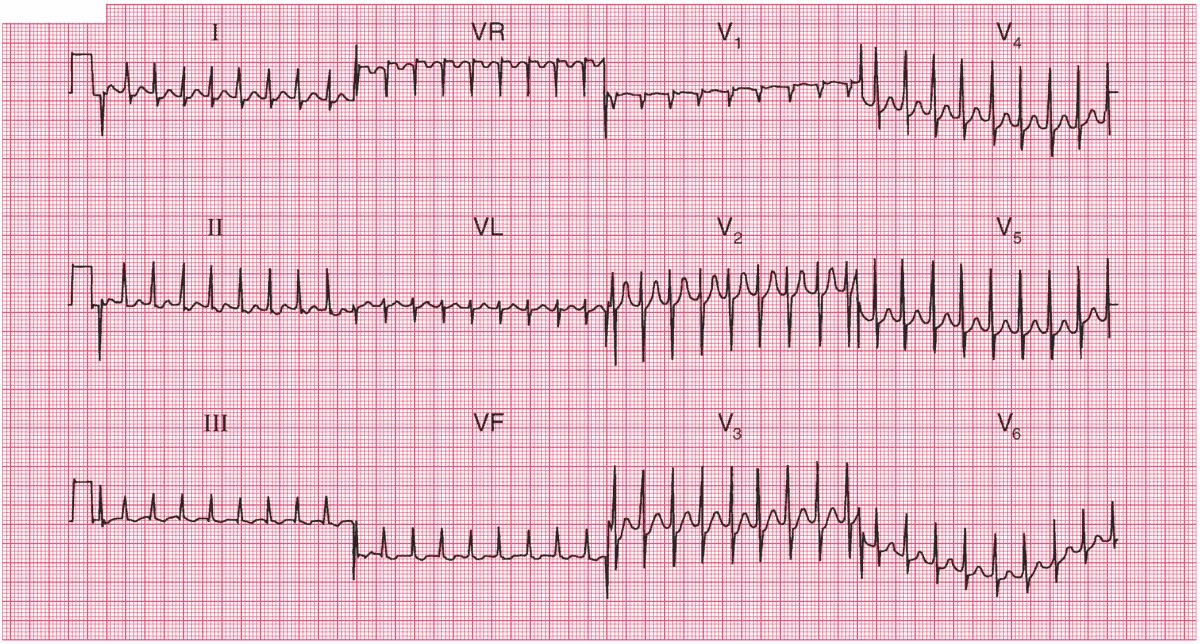 I VR V₁ V₄
II VL V₂ V₅
III VF V₃ V₆